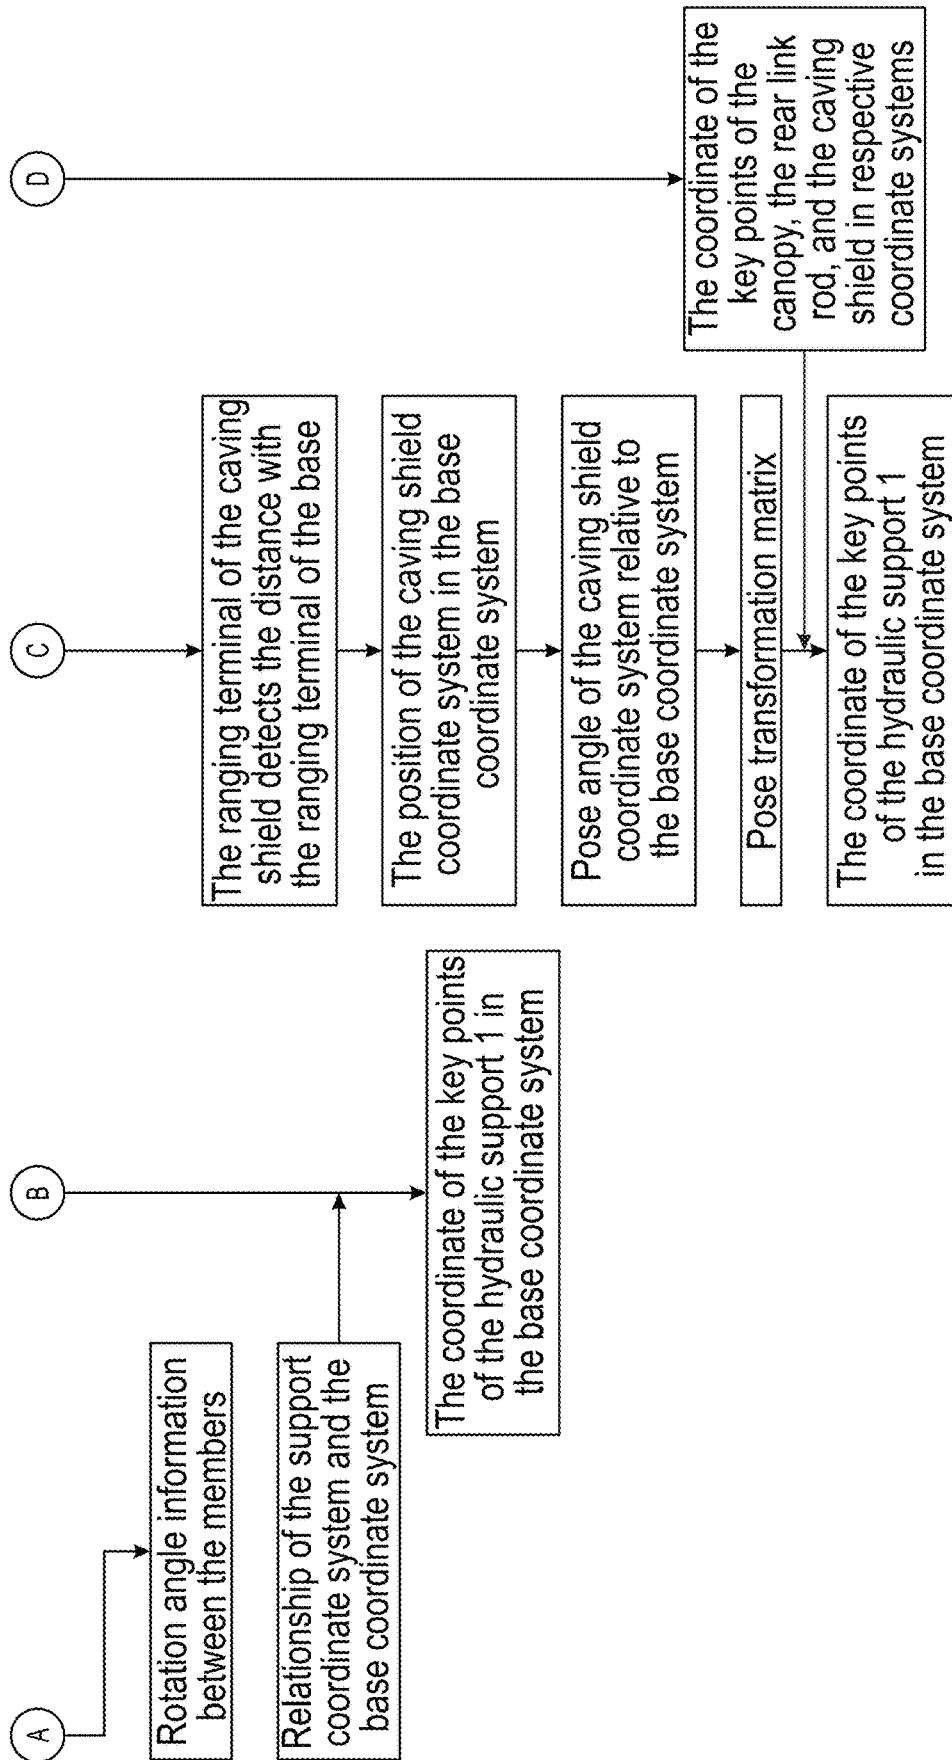 A
Rotation angle information
between the members
Relationship of the support
coordinate system and the
base coordinate system
B
The coordinate of the key points
of the hydraulic support 1 in
the base coordinate system
C
The ranging terminal of the caving
shield detects the distance with
the ranging terminal of the base
The position of the caving shield
coordinate system in the base
coordinate system
Pose angle of the caving shield
coordinate system relative to
the base coordinate system
Pose transformation matrix
The coordinate of the key points
of the hydraulic support 1
in the base coordinate system
D
The coordinate of the
key points of the
canopy, the rear link
rod, and the caving
shield in respective
coordinate systems